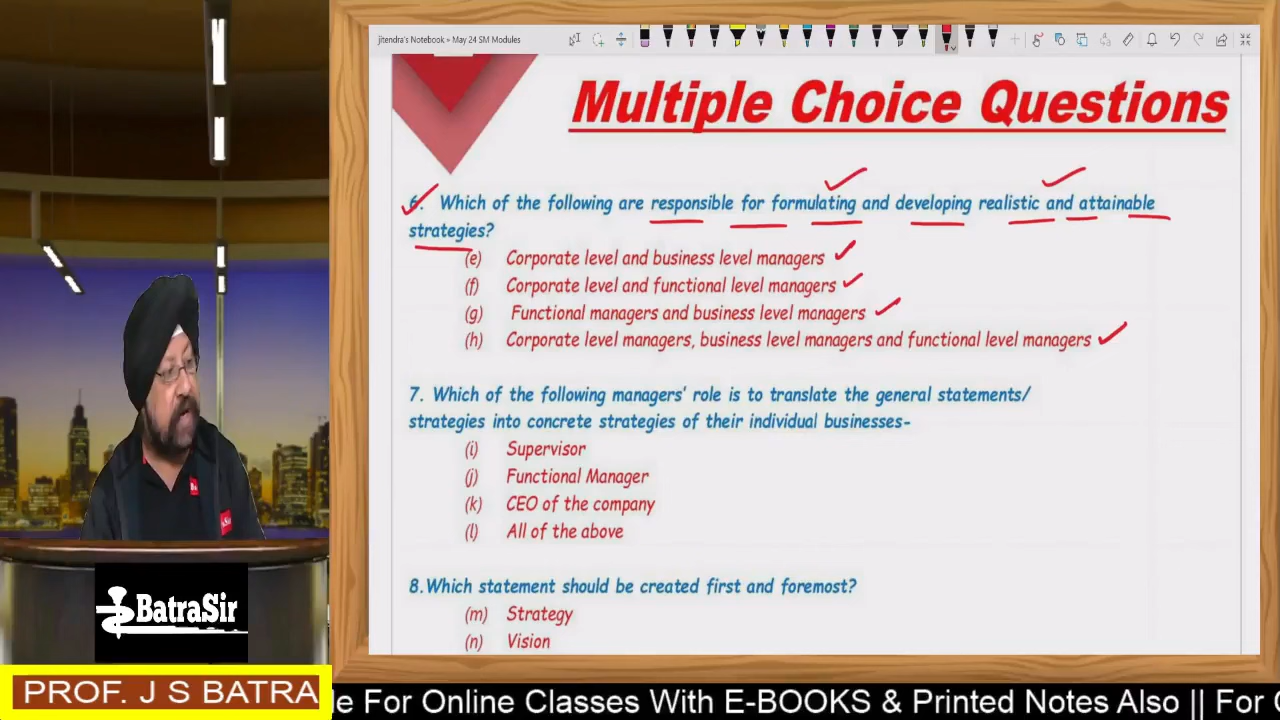 jitendra's Notebook » May 24 SM Modules
Multiple Choice Questions
6. Which of the following are responsible for formulating and developing realistic and attainable
strategies?
(e) Corporate level and business level managers
(f) Corporate level and functional level managers
(g) Functional managers and business level managers
(h) Corporate level managers, business level managers and functional level managers
7. Which of the following managers' role is to translate the general statements/
strategies into concrete strategies of their individual businesses-
(i) Supervisor
(j) Functional Manager
(k) CEO of the company
(l) All of the above
8.Which statement should be created first and foremost?
(m) Strategy
(n) Vision
BatraSir
PROF. J S BATRA
le For Online Classes With E-BOOKS & Printed Notes Also || For